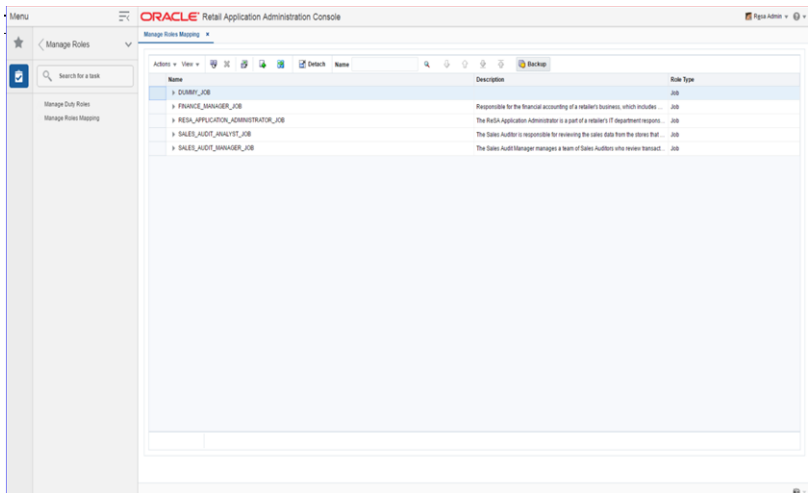 Menu
ORACLE Retail Application Administration Console
Resa Admin
Manage Roles
Manage Roles Mapping ×
Search for a task
Manage Duty Roles
Manage Roles Mapping
Actions View Detach Name Backup
Name Description Role Type
DUMMY_JOB Job
FINANCE_MANAGER_JOB Responsible for the financial accounting of a retailer's business, which includes ... Job
RESA_APPLICATION_ADMINISTRATOR_JOB The ReSA Application Administrator is a part of a retailer's IT department respons... Job
SALES_AUDIT_ANALYST_JOB The Sales Auditor is responsible for reviewing the sales data from the stores that ... Job
SALES_AUDIT_MANAGER_JOB The Sales Audit Manager manages a team of Sales Auditors who review transact... Job